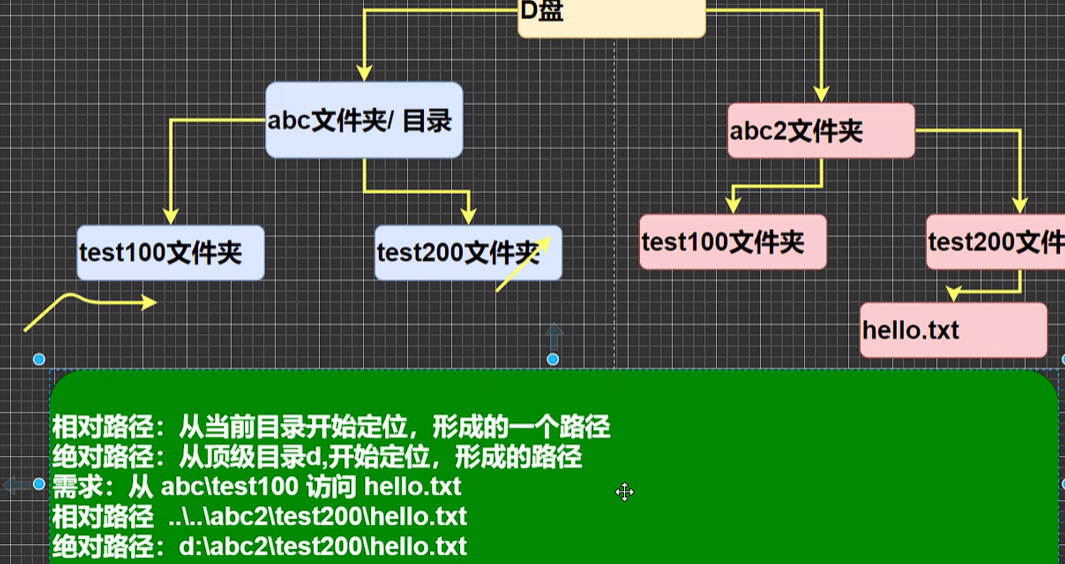 D盘
abc文件夹/ 目录
abc2文件夹
test100文件夹
test200文件夹
test100文件夹
test200文件
hello.txt
相对路径：从当前目录开始定位，形成的一个路径
绝对路径：从顶级目录d,开始定位，形成的路径
需求：从 abc\test100 访问 hello.txt
相对路径  ..\..\abc2\test200\hello.txt
绝对路径：d:\abc2\test200\hello.txt